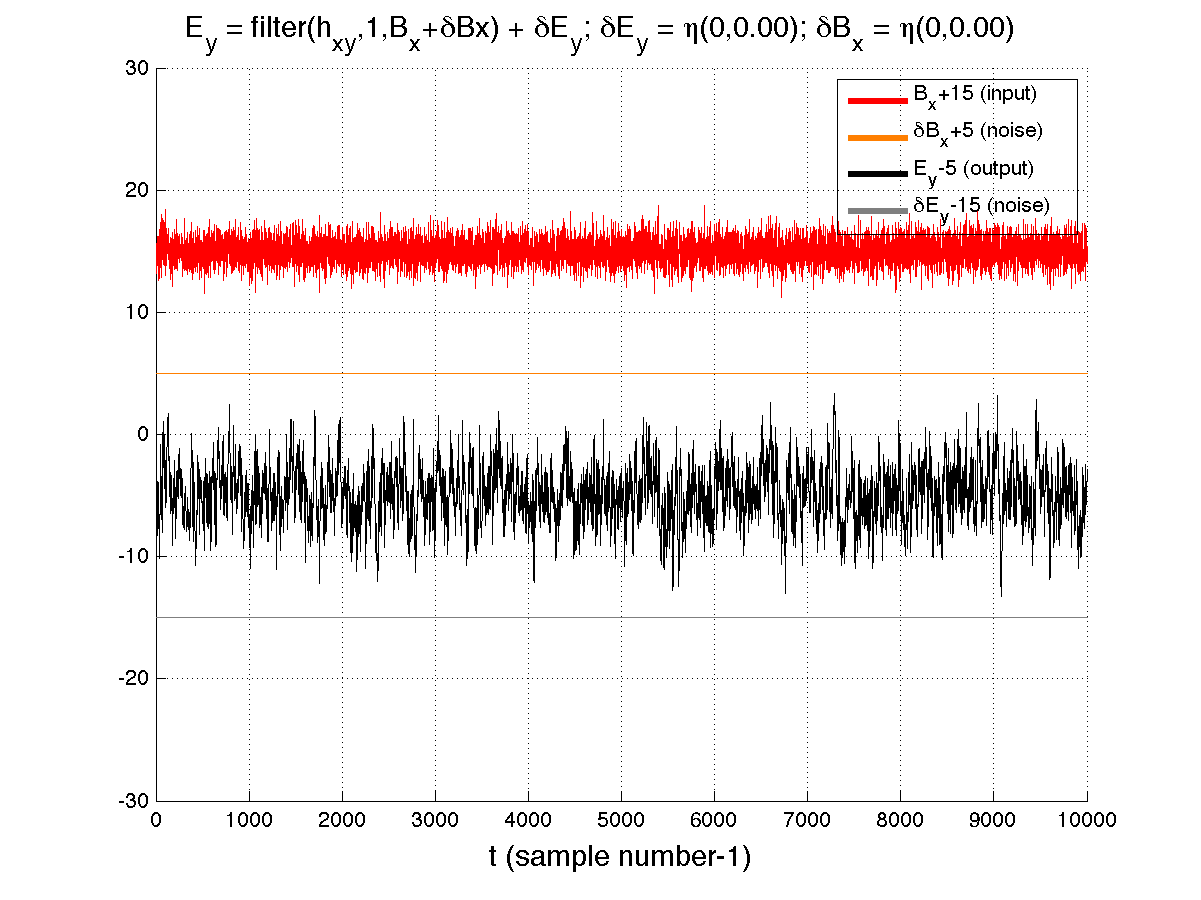 E_y = filter(h_xy,1,B_x+δBx) + δE_y; δE_y = η(0,0.00); δB_x = η(0,0.00)
30
20
10
0
-10
-20
-30
B_x+15 (input)
δB_x+5 (noise)
E_y-5 (output)
δE_y-15 (noise)
0 1000 2000 3000 4000 5000 6000 7000 8000 9000 10000
t (sample number-1)